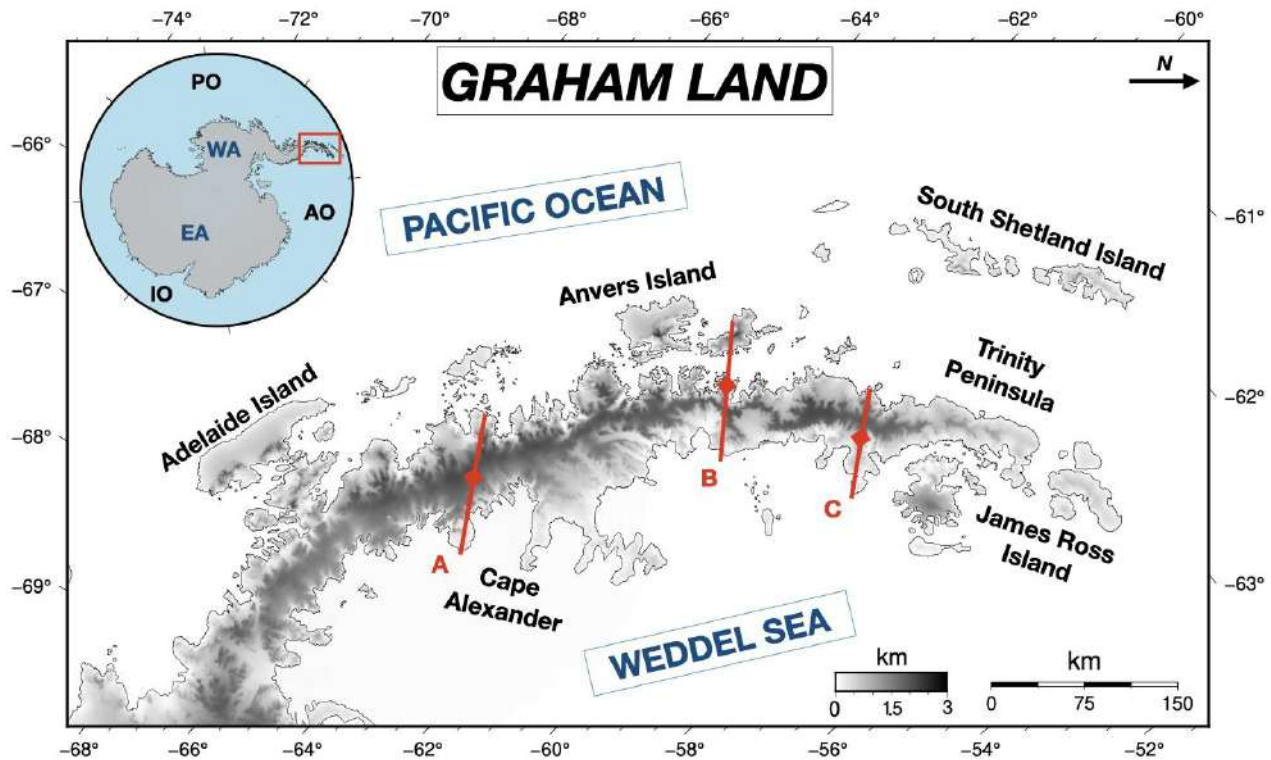 −74° −72° −70° −68° −66° −64° −62° −60°
GRAHAM LAND
N
PO
WA
EA
AO
IO
−66°
−67°
−68°
−69°
−61°
−62°
−63°
PACIFIC OCEAN
South Shetland Island
Anvers Island
Trinity
Peninsula
Adelaide Island
A
B
C
Cape
Alexander
James Ross
Island
WEDDEL SEA
km
0 15 3
km
0 75 150
−68° −66° −64° −62° −60° −58° −56° −54° −52°